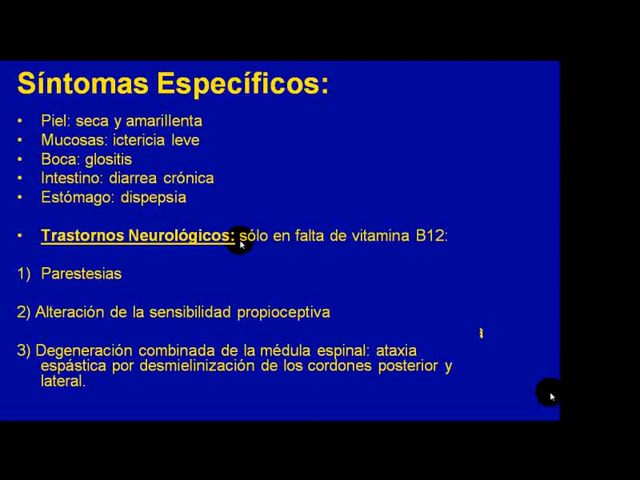 Síntomas Específicos:
• Piel: seca y amarillenta
• Mucosas: ictericia leve
• Boca: glositis
• Intestino: diarrea crónica
• Estómago: dispepsia
• Trastornos Neurológicos: sólo en falta de vitamina B12:
1) Parestesias
2) Alteración de la sensibilidad propioceptiva
3) Degeneración combinada de la médula espinal: ataxia
espástica por desmielinización de los cordones posterior y
lateral.